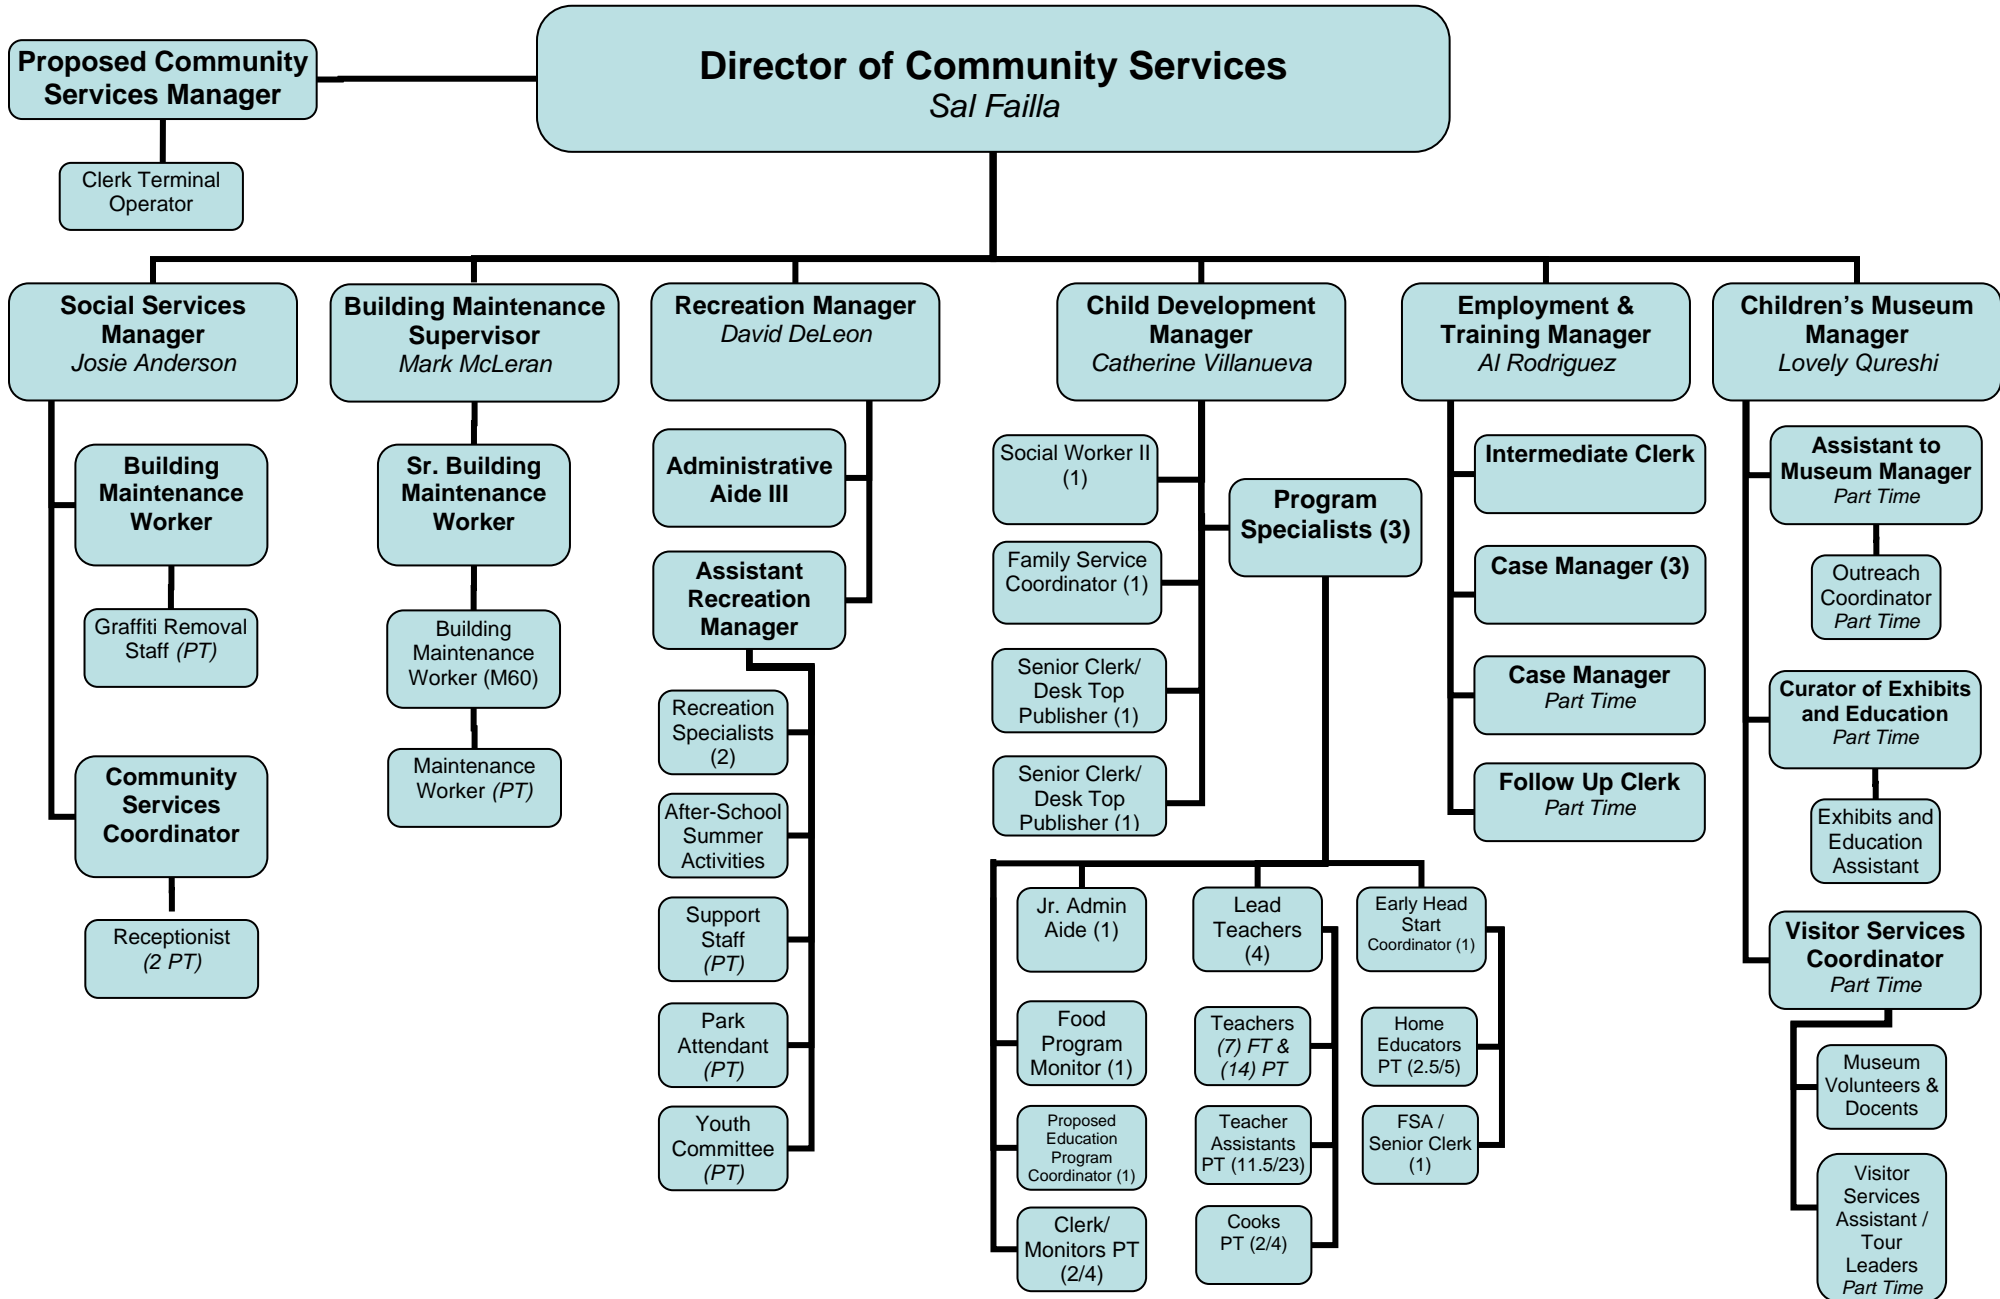 Proposed Community
Services Manager
Director of Community Services
Sal Failla
Clerk Terminal
Operator
Social Services
Manager
Josie Anderson
Building Maintenance
Supervisor
Mark McLeran
Recreation Manager
David DeLeon
Child Development
Manager
Catherine Villanueva
Employment &
Training Manager
Al Rodriguez
Children's Museum
Manager
Lovely Qureshi
Building
Maintenance
Worker
Graffiti Removal
Staff (PT)
Community
Services
Coordinator
Receptionist
(2 PT)
Sr. Building
Maintenance
Worker
Building
Maintenance
Worker (M60)
Maintenance
Worker (PT)
Administrative
Aide III
Assistant
Recreation
Manager
Recreation
Specialists
(2)
After-School
Summer
Activities
Support
Staff
(PT)
Park
Attendant
(PT)
Youth
Committee
(PT)
Social Worker II
(1)
Family Service
Coordinator (1)
Senior Clerk/
Desk Top
Publisher (1)
Senior Clerk/
Desk Top
Publisher (1)
Program
Specialists (3)
Jr. Admin
Aide (1)
Food
Program
Monitor (1)
Proposed
Education
Program
Coordinator (1)
Clerk/
Monitors PT
(2/4)
Lead
Teachers
(4)
Teachers
(7) FT &
(14) PT
Teacher
Assistants
PT (11.5/23)
Cooks
PT (2/4)
Early Head
Start
Coordinator (1)
Home
Educators
PT (2.5/5)
FSA /
Senior Clerk
(1)
Intermediate Clerk
Case Manager (3)
Case Manager
Part Time
Follow Up Clerk
Part Time
Assistant to
Museum Manager
Part Time
Outreach
Coordinator
Part Time
Curator of Exhibits
and Education
Part Time
Exhibits and
Education
Assistant
Visitor Services
Coordinator
Part Time
Museum
Volunteers &
Docents
Visitor
Services
Assistant /
Tour
Leaders
Part Time